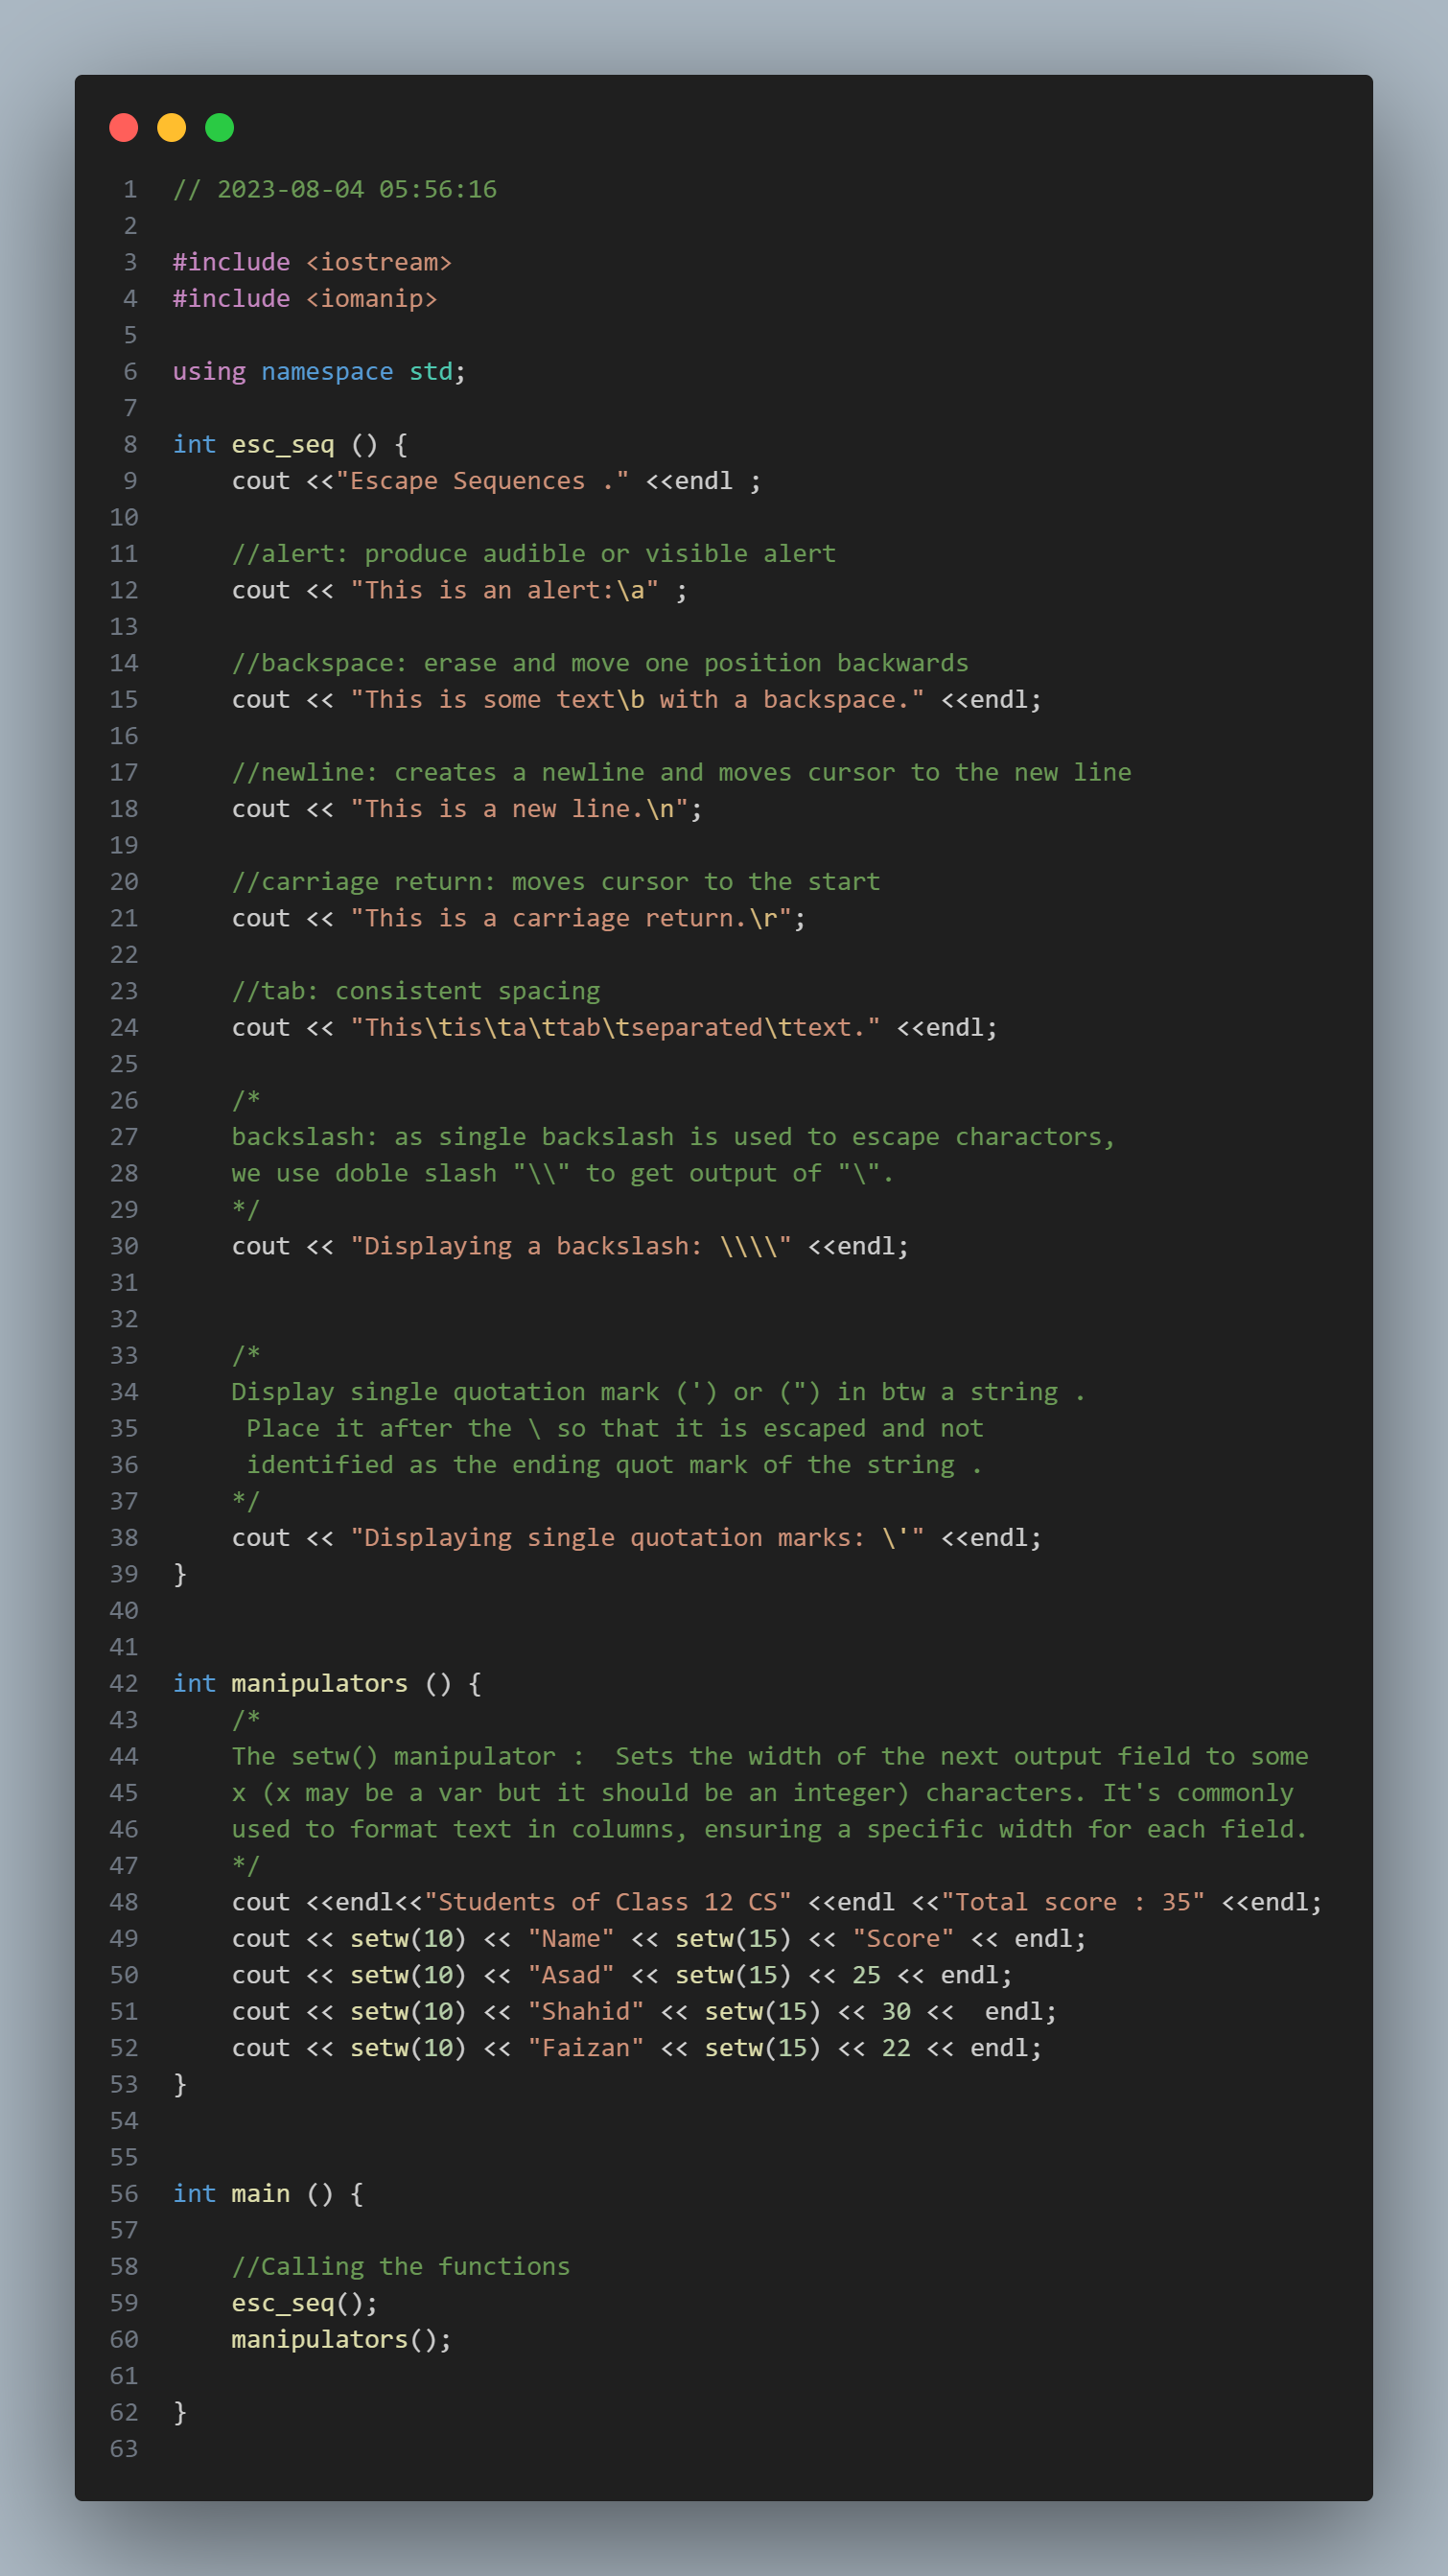 1 // 2023-08-04 05:56:16
2
3 #include <iostream>
4 #include <iomanip>
5
6 using namespace std;
7
8 int esc_seq () {
9     cout <<"Escape Sequences ." <<endl ;
10
11     //alert: produce audible or visible alert
12     cout << "This is an alert:\a" ;
13
14     //backspace: erase and move one position backwards
15     cout << "This is some text\b with a backspace." <<endl;
16
17     //newline: creates a newline and moves cursor to the new line
18     cout << "This is a new line.\n";
19
20     //carriage return: moves cursor to the start
21     cout << "This is a carriage return.\r";
22
23     //tab: consistent spacing
24     cout << "This\tis\ta\ttab\tseparated\ttext." <<endl;
25
26     /*
27     backslash: as single backslash is used to escape charactors,
28     we use doble slash "\\" to get output of "\".
29     */
30     cout << "Displaying a backslash: \\\\" <<endl;
31
32
33     /*
34     Display single quotation mark (') or (") in btw a string .
35      Place it after the \ so that it is escaped and not
36      identified as the ending quot mark of the string .
37     */
38     cout << "Displaying single quotation marks: \'" <<endl;
39 }
40
41
42 int manipulators () {
43     /*
44     The setw() manipulator :  Sets the width of the next output field to some
45     x (x may be a var but it should be an integer) characters. It's commonly
46     used to format text in columns, ensuring a specific width for each field.
47     */
48     cout <<endl<<"Students of Class 12 CS" <<endl <<"Total score : 35" <<endl;
49     cout << setw(10) << "Name" << setw(15) << "Score" << endl;
50     cout << setw(10) << "Asad" << setw(15) << 25 << endl;
51     cout << setw(10) << "Shahid" << setw(15) << 30 <<  endl;
52     cout << setw(10) << "Faizan" << setw(15) << 22 << endl;
53 }
54
55
56 int main () {
57
58     //Calling the functions
59     esc_seq();
60     manipulators();
61
62 }
63